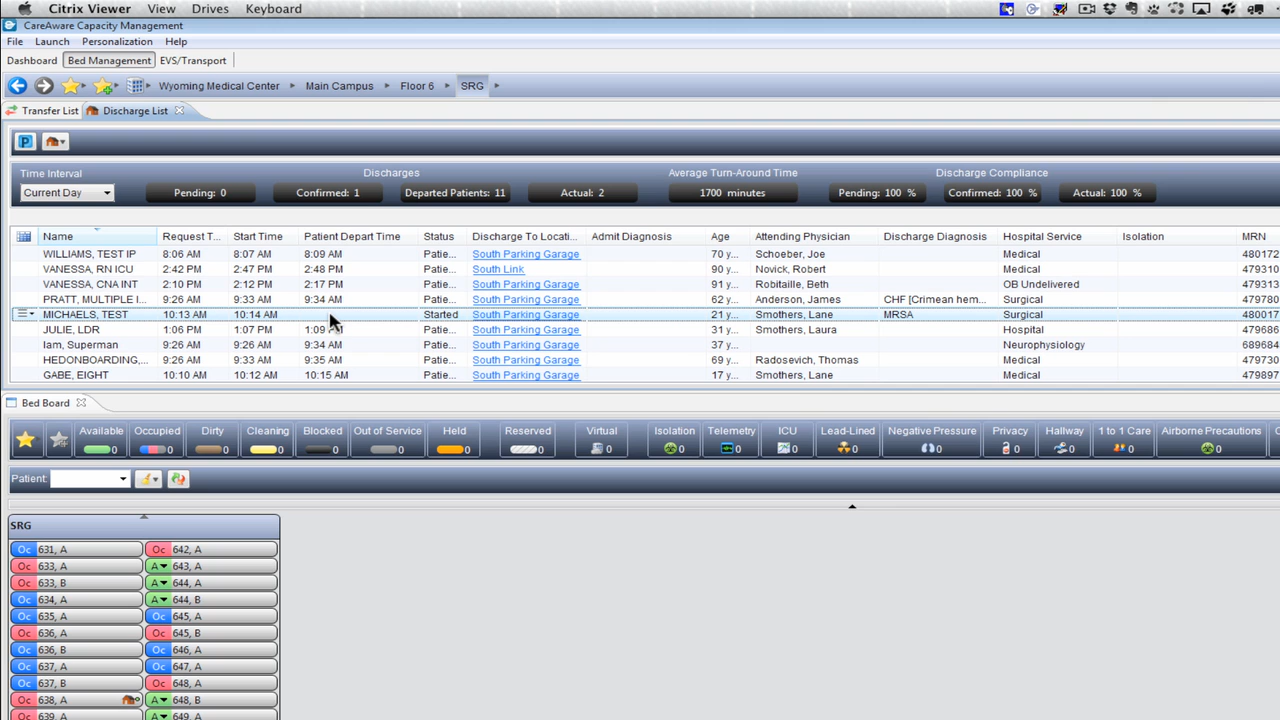 Citrix Viewer View Drives Keyboard
CareAware Capacity Management
File Launch Personalization Help
Dashboard Bed Management EVS/Transport
Wyoming Medical Center Main Campus Floor 6 SRG
Transfer List Discharge List
P
Time Interval Discharges Average Turn-Around Time Discharge Compliance
Current Day Pending: 0 Confirmed: 1 Departed Patients: 11 Actual: 2 1700 minutes Pending: 100 % Confirmed: 100 % Actual: 100 %
Name Request T... Start Time Patient Depart Time Status Discharge To Locati... Admit Diagnosis Age Attending Physician Discharge Diagnosis Hospital Service Isolation MRN
WILLIAMS, TEST IP 8:06 AM 8:07 AM 8:09 AM Patie... South Parking Garage 70 y... Schoeber, Joe Medical 480172
VANESSA, RN ICU 2:42 PM 2:47 PM 2:48 PM Patie... South Link 90 y... Novick, Robert Medical 479310
VANESSA, CNA INT 2:10 PM 2:12 PM 2:17 PM Patie... South Parking Garage 91 y... Robitaille, Beth OB Undelivered 479313
PRATT, MULTIPLE I... 9:26 AM 9:33 AM 9:34 AM Patie... South Parking Garage 62 y... Anderson, James CHF [Crimean hem... Surgical 479780
MICHAELS, TEST 10:13 AM 10:14 AM Started South Parking Garage 21 y... Smothers, Lane MRSA Surgical 480017
JULIE, LDR 1:06 PM 1:07 PM 1:09 AM Patie... South Parking Garage 31 y... Smothers, Laura Hospital 479686
Iam, Superman 9:26 AM 9:26 AM 9:34 AM Patie... South Parking Garage 37 y... Neurophysiology 689684
HEDONBOARDING,... 9:26 AM 9:33 AM 9:35 AM Patie... South Parking Garage 69 y... Radosevich, Thomas Medical 479730
GABE, EIGHT 10:10 AM 10:12 AM 10:15 AM Patie... South Parking Garage 17 y... Smothers, Lane Medical 479897
Bed Board
Available Occupied Dirty Cleaning Blocked Out of Service Held Reserved Virtual Isolation Telemetry ICU Lead-Lined Negative Pressure Privacy Hallway 1 to 1 Care Airborne Precautions
0 0 0 0 0 0 0 0 0 0 0 0 0 0 0 0 0 0
Patient:
SRG
Oc 631, A Oc 642, A
Oc 633, A A 643, A
Oc 633, B A 644, A
Oc 634, A A 644, B
Oc 635, A Oc 645, A
Oc 636, A Oc 645, B
Oc 636, B Oc 646, A
Oc 637, A Oc 647, A
Oc 637, B Oc 648, A
Oc 638, A A 648, B
Oc 639, A A 649, A